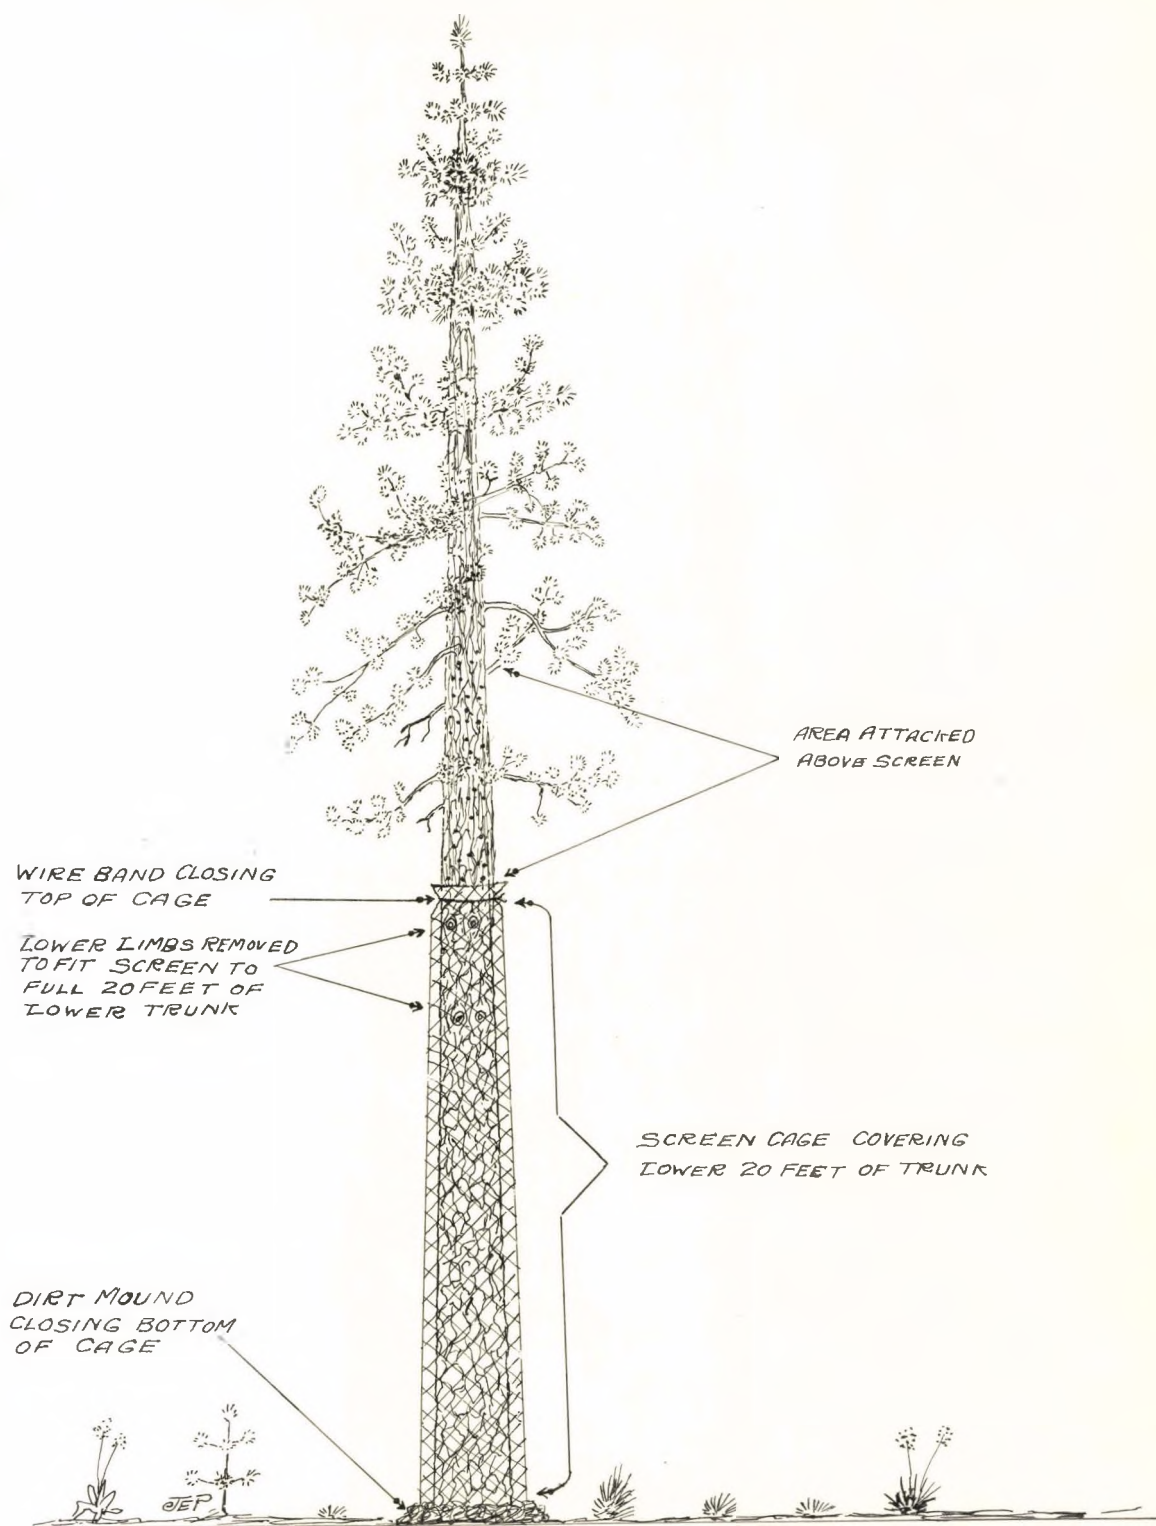 AREA ATTACKED
ABOVE SCREEN
WIRE BAND CLOSING
TOP OF CAGE
LOWER LIMBS REMOVED
TO FIT SCREEN TO
FULL 20 FEET OF
LOWER TRUNK
SCREEN CAGE COVERING
LOWER 20 FEET OF TRUNK
DIRT MOUND
CLOSING BOTTOM
OF CAGE
JEP